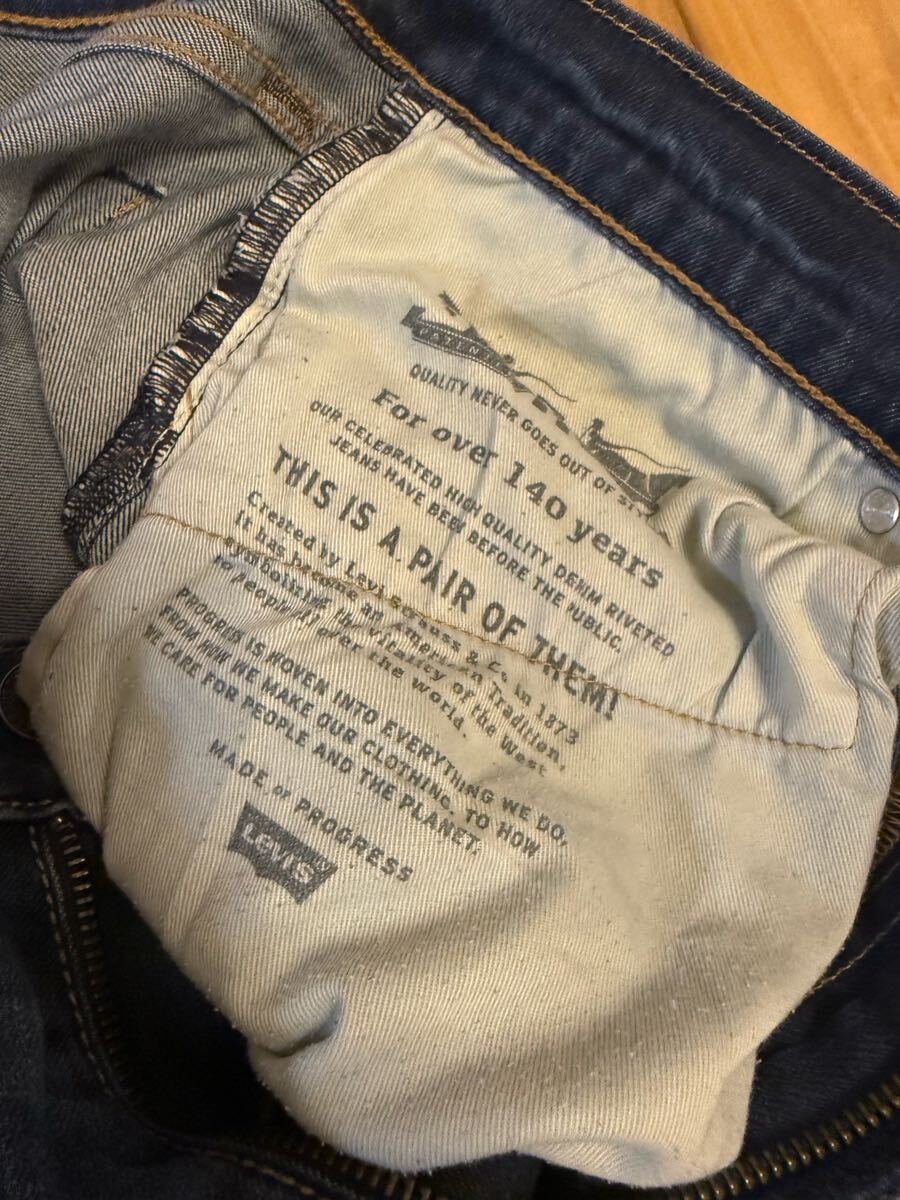 QUALITY NEVER GOES OUT OF STYLE
For over 140 years
OUR CELEBRATED HIGH QUALITY DENIM RIVETED
JEANS HAVE BEEN BEFORE THE PUBLIC.
THIS IS A PAIR OF THEM!
Created by Levi Strauss & Co. in 1873
It has become an American Tradition,
symbolizing the vitality of the West
to people all over the world.
PROGRESS IS WOVEN INTO EVERYTHING WE DO,
FROM HOW WE MAKE OUR CLOTHING, TO HOW
WE CARE FOR PEOPLE AND THE PLANET.
MADE OF PROGRESS
Levi's